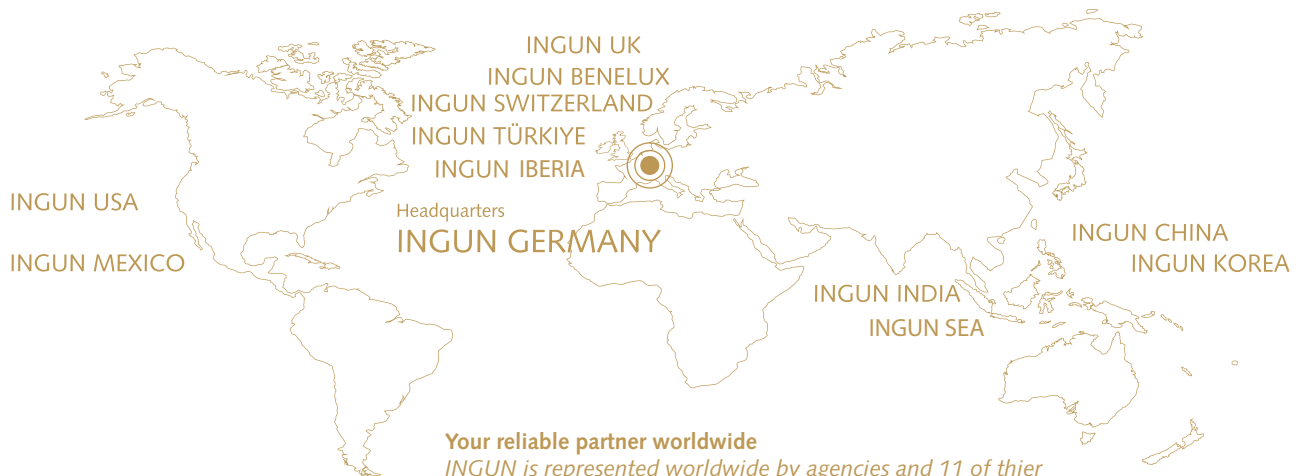 INGUN UK
INGUN BENELUX
INGUN SWITZERLAND
INGUN TÜRKIYE
INGUN IBERIA
INGUN USA
Headquarters
INGUN GERMANY
INGUN MEXICO
INGUN CHINA
INGUN KOREA
INGUN INDIA
INGUN SEA
Your reliable partner worldwide
INGUN is represented worldwide by agencies and 11 of thier